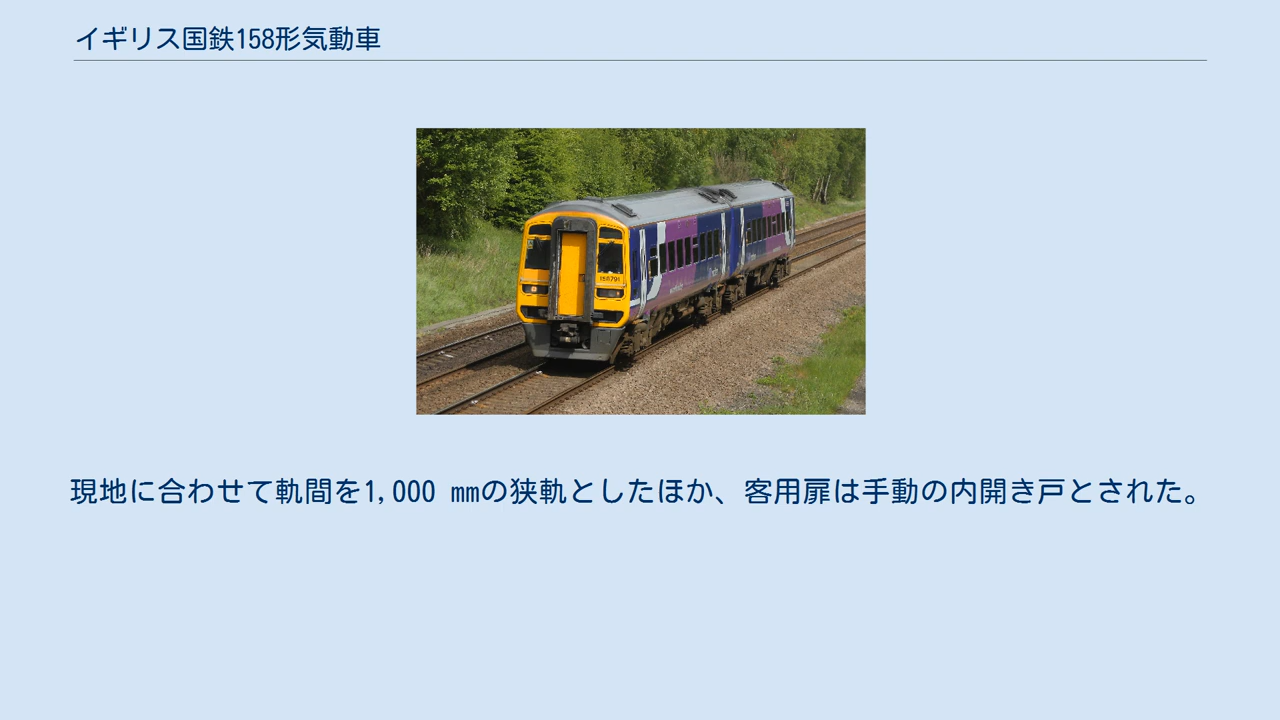 イギリス国鉄158形気動車
158791
現地に合わせて軌間を1,000 mmの狭軌としたほか、客用扉は手動の内開き戸とされた。